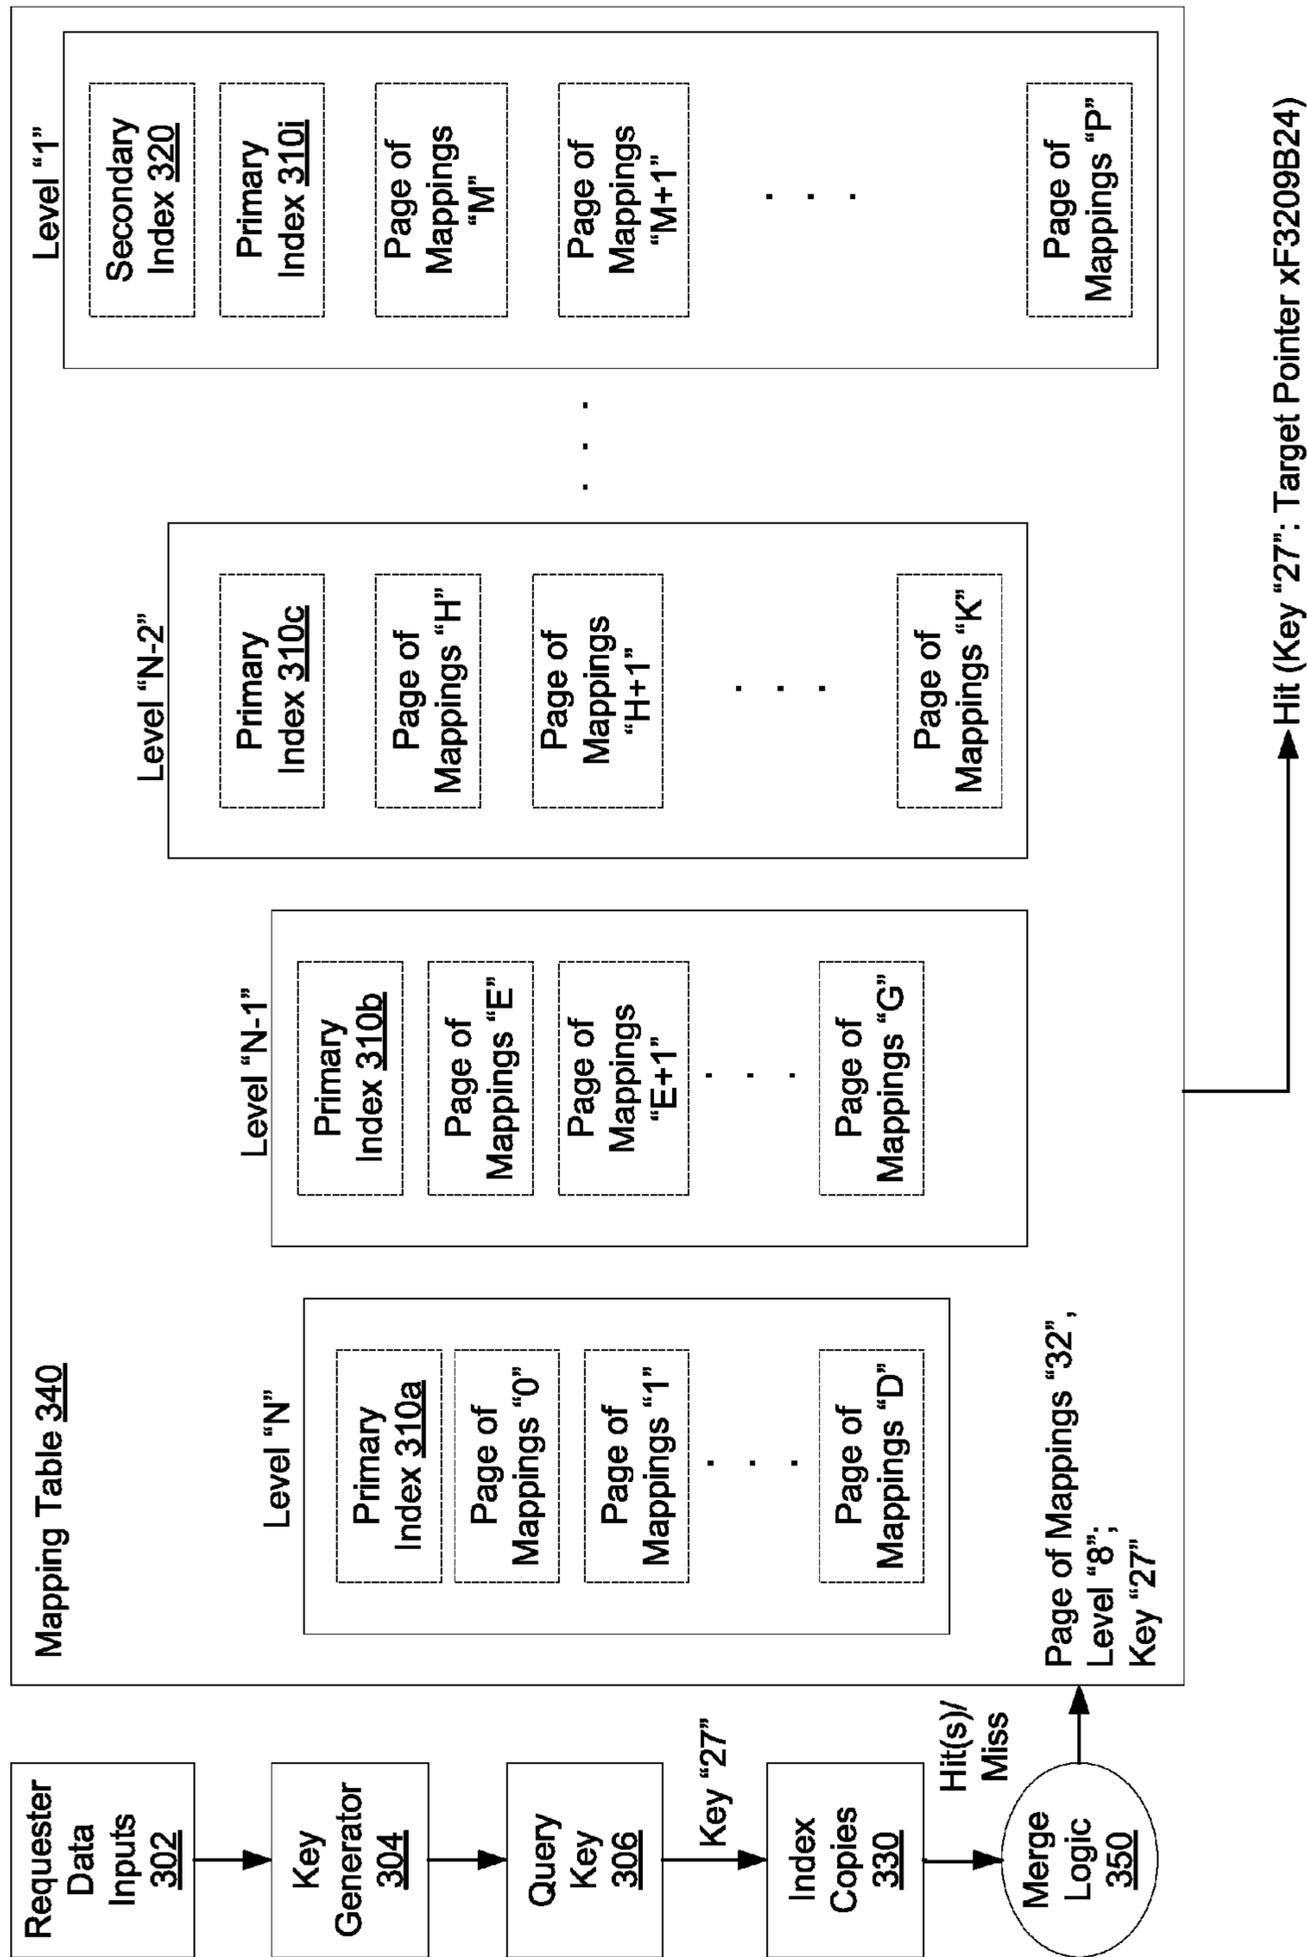 Requester
Data
Inputs
302
Key
Generator
304
Query
Key
306
Key “27”
Index
Copies
330
Hit(s)/
Miss
Merge
Logic
350
Mapping Table 340
Level “N”
Primary
Index 310a
Page of
Mappings “0”
Page of
Mappings “1”
. . .
Page of
Mappings “D”
Page of Mappings “32”,
Level “8”;
Key “27”
Level “N-1”
Primary
Index 310b
Page of
Mappings “E”
Page of
Mappings
“E+1”
. . .
Page of
Mappings “G”
Level “N-2”
Primary
Index 310c
Page of
Mappings “H”
Page of
Mappings
“H+1”
. . .
Page of
Mappings “K”
. . .
Level “1”
Secondary
Index 320
Primary
Index 310i
Page of
Mappings
“M”
Page of
Mappings
“M+1”
. . .
Page of
Mappings “P”
Hit (Key “27”: Target Pointer xF3209B24)